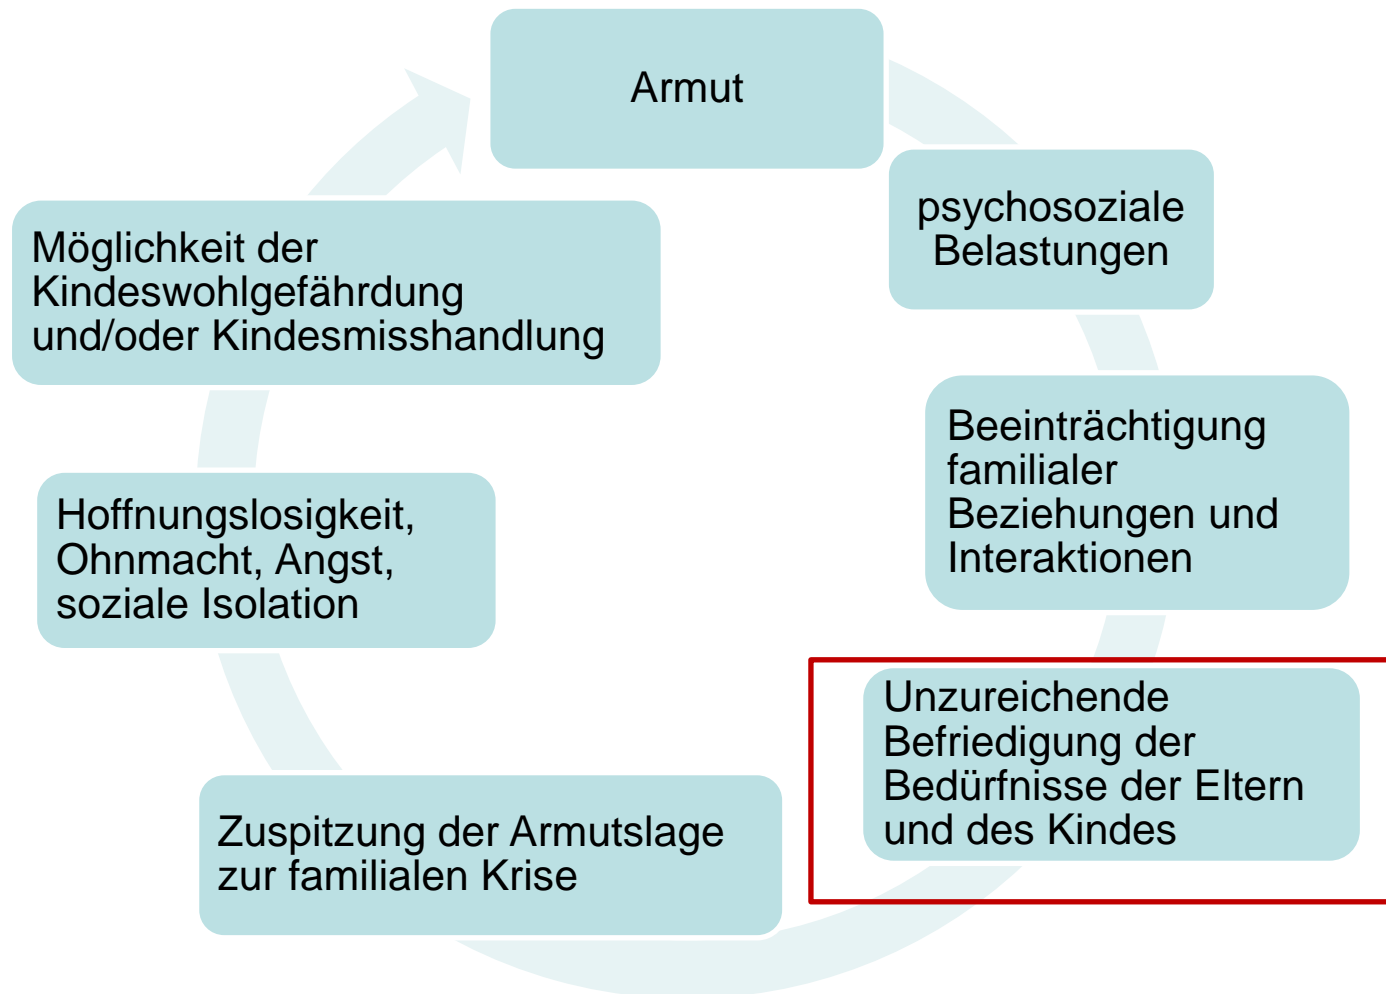 Armut
psychosoziale
Belastungen
Beeinträchtigung
familialer
Beziehungen und
Interaktionen
Unzureichende
Befriedigung der
Bedürfnisse der Eltern
und des Kindes
Zuspitzung der Armutslage
zur familialen Krise
Hoffnungslosigkeit,
Ohnmacht, Angst,
soziale Isolation
Möglichkeit der
Kindeswohlgefährdung
und/oder Kindesmisshandlung